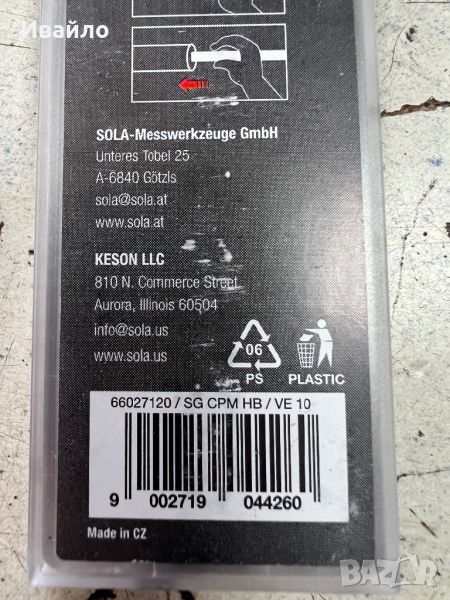 Ивайло
SOLA-Messwerkzeuge GmbH
Unteres Tobel 25
A-6840 Götzls
sola@sola.at
www.sola.at
KESON LLC
810 N. Commerce Street
Aurora, Illinois 60504
info@sola.us
www.sola.us
06
PS
PLASTIC
66027120 / SG CPM HB / VE 10
9 002719 044260
Made in CZ
BAZAR